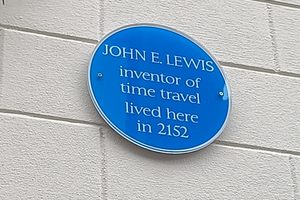 JOHN E. LEWIS
inventor of
time travel
lived here
in 2152